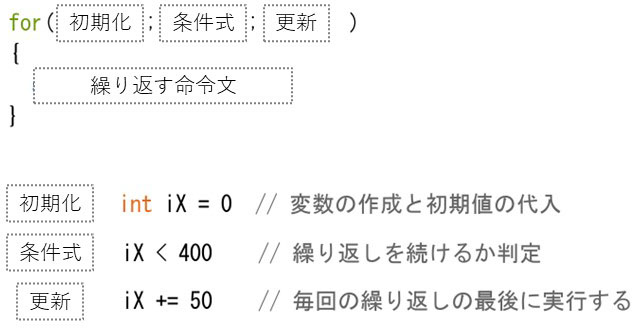 for( 初期化 ; 条件式 ; 更新 )
{
繰り返す命令文
}
初期化 int iX = 0 // 変数の作成と初期値の代入
条件式 iX < 400 // 繰り返しを続けるか判定
更新 iX += 50 // 毎回の繰り返しの最後に実行する